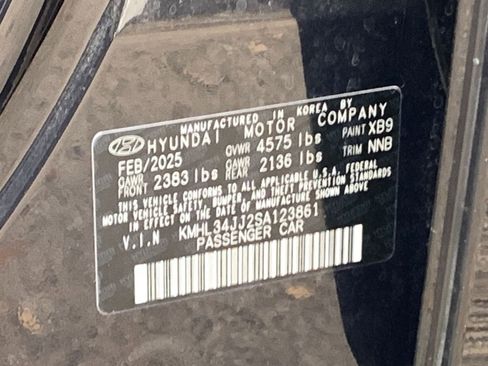 MANUFACTURED IN KOREA BY
HYUNDAI MOTOR COMPANY
FEB/2025 GVWR 4575 lbs PAINT XB9
GAWR FRONT 2383 lbs GAWR REAR 2136 lbs TRIM NNB
THIS VEHICLE CONFORMS TO ALL APPLICABLE U.S.A. FEDERAL
MOTOR VEHICLE SAFETY, BUMPER, AND THEFT PREVENTION STANDARDS
IN EFFECT ON THE DATE OF MANUFACTURE SHOWN ABOVE.
V.I.N KMHL34JJ2SA123861
PASSENGER CAR